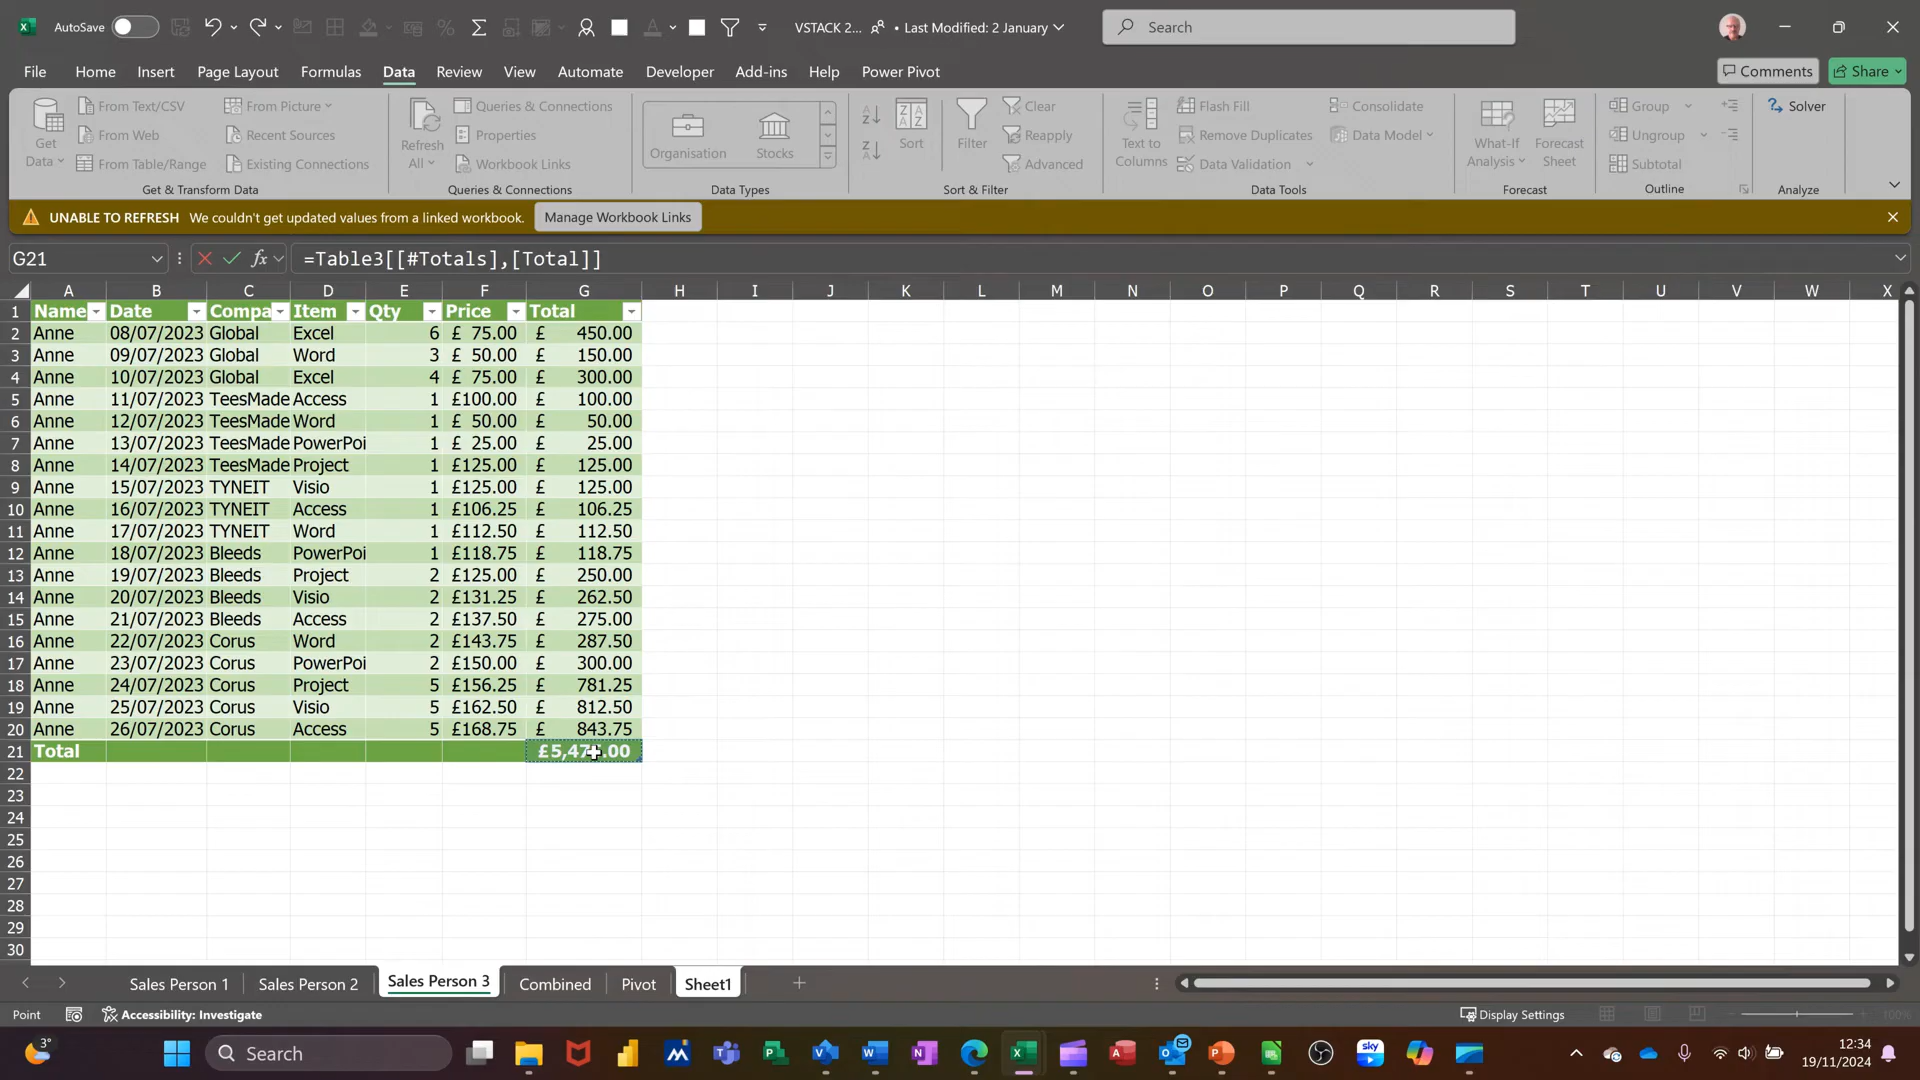 AutoSave
VSTACK 2... • Last Modified: 2 January
Search
File Home Insert Page Layout Formulas Data Review View Automate Developer Add-ins Help Power Pivot
Comments Share
Get Data
From Text/CSV
From Web
From Table/Range
From Picture
Recent Sources
Existing Connections
Get & Transform Data
Refresh All
Queries & Connections
Properties
Workbook Links
Queries & Connections
Organisation Stocks
Data Types
Sort
Filter
Clear
Reapply
Advanced
Sort & Filter
Text to Columns
Flash Fill
Remove Duplicates
Data Validation
Consolidate
Data Model
Data Tools
What-If Analysis
Forecast Sheet
Forecast
Group
Ungroup
Subtotal
Outline
Solver
Analyze
UNABLE TO REFRESH We couldn't get updated values from a linked workbook. Manage Workbook Links
G21 fx =Table3[[#Totals],[Total]]
A B C D E F G H I J K L M N O P Q R S T U V W X
1 Name Date Compa Item Qty Price Total
2 Anne 08/07/2023 Global Excel 6 £ 75.00 £ 450.00
3 Anne 09/07/2023 Global Word 3 £ 50.00 £ 150.00
4 Anne 10/07/2023 Global Excel 4 £ 75.00 £ 300.00
5 Anne 11/07/2023 TeesMade Access 1 £100.00 £ 100.00
6 Anne 12/07/2023 TeesMade Word 1 £ 50.00 £ 50.00
7 Anne 13/07/2023 TeesMade PowerPoi 1 £ 25.00 £ 25.00
8 Anne 14/07/2023 TeesMade Project 1 £125.00 £ 125.00
9 Anne 15/07/2023 TYNEIT Visio 1 £125.00 £ 125.00
10 Anne 16/07/2023 TYNEIT Access 1 £106.25 £ 106.25
11 Anne 17/07/2023 TYNEIT Word 1 £112.50 £ 112.50
12 Anne 18/07/2023 Bleeds PowerPoi 1 £118.75 £ 118.75
13 Anne 19/07/2023 Bleeds Project 2 £125.00 £ 250.00
14 Anne 20/07/2023 Bleeds Visio 2 £131.25 £ 262.50
15 Anne 21/07/2023 Bleeds Access 2 £137.50 £ 275.00
16 Anne 22/07/2023 Corus Word 2 £143.75 £ 287.50
17 Anne 23/07/2023 Corus PowerPoi 2 £150.00 £ 300.00
18 Anne 24/07/2023 Corus Project 5 £156.25 £ 781.25
19 Anne 25/07/2023 Corus Visio 5 £162.50 £ 812.50
20 Anne 26/07/2023 Corus Access 5 £168.75 £ 843.75
21 Total
22
23
24
25
26
27
28
29
30
Sales Person 1 Sales Person 2 Sales Person 3 Combined Pivot Sheet1
Point Accessibility: Investigate Display Settings 100%
3° Search sky 12:34
19/11/2024